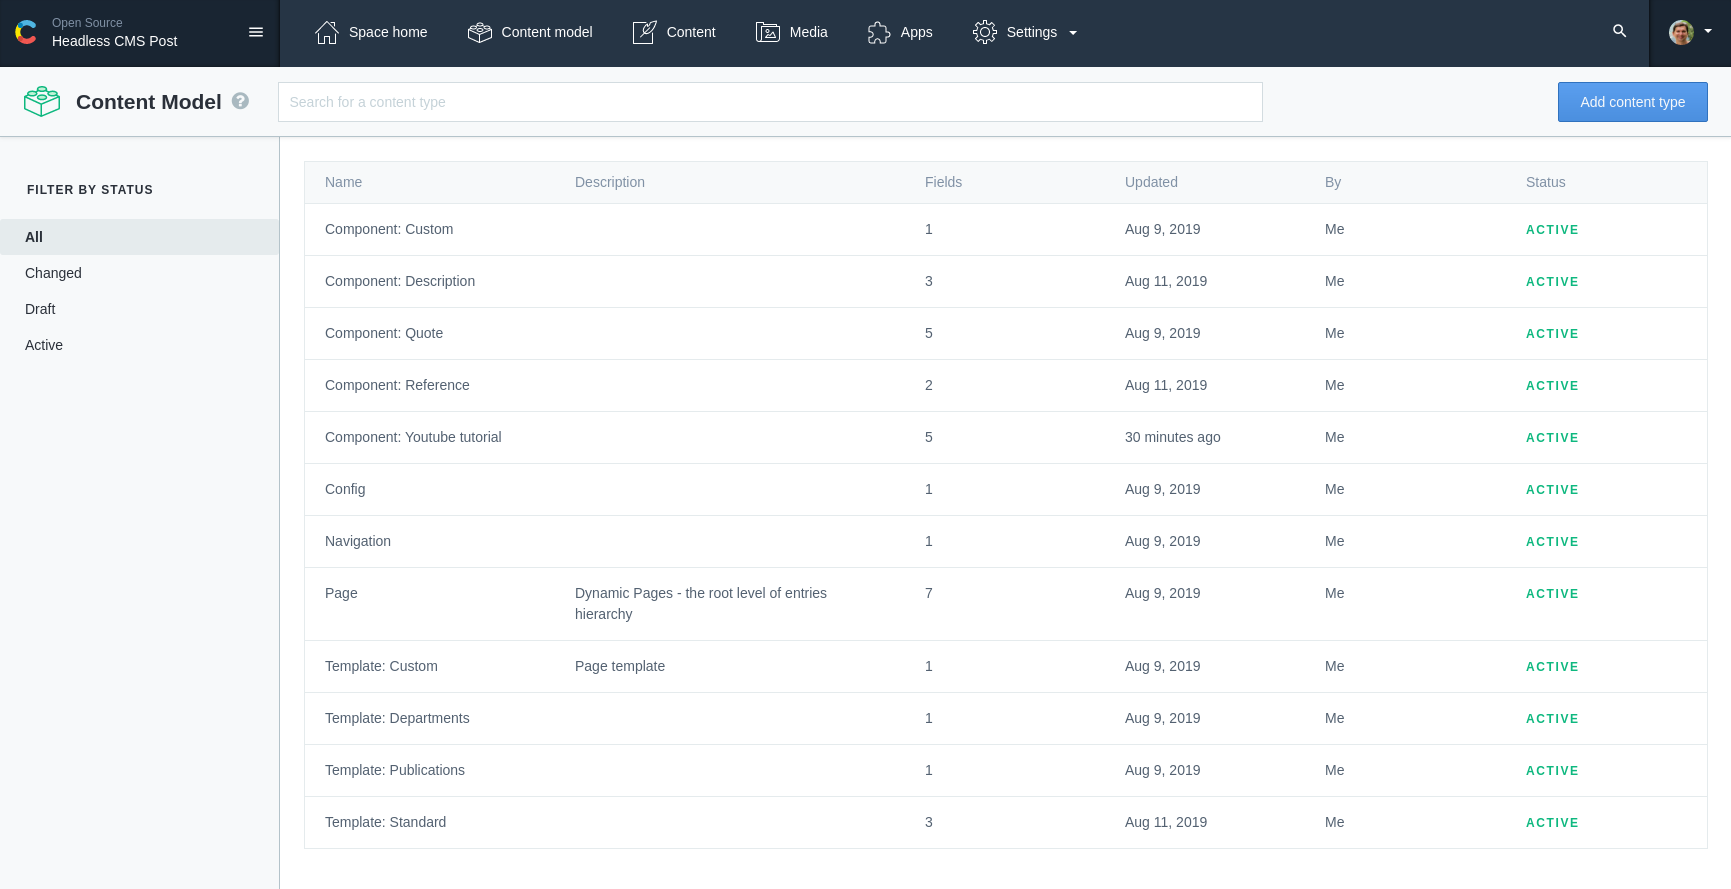 Open Source
Headless CMS Post
Space home
Content model
Content
Media
Apps
Settings
Content Model
?
Search for a content type
Add content type
FILTER BY STATUS
All
Changed
Draft
Active
Name Description Fields Updated By Status
Component: Custom 1 Aug 9, 2019 Me ACTIVE
Component: Description 3 Aug 11, 2019 Me ACTIVE
Component: Quote 5 Aug 9, 2019 Me ACTIVE
Component: Reference 2 Aug 11, 2019 Me ACTIVE
Component: Youtube tutorial 5 30 minutes ago Me ACTIVE
Config 1 Aug 9, 2019 Me ACTIVE
Navigation 1 Aug 9, 2019 Me ACTIVE
Page Dynamic Pages - the root level of entries 7 Aug 9, 2019 Me ACTIVE
hierarchy
Template: Custom Page template 1 Aug 9, 2019 Me ACTIVE
Template: Departments 1 Aug 9, 2019 Me ACTIVE
Template: Publications 1 Aug 9, 2019 Me ACTIVE
Template: Standard 3 Aug 11, 2019 Me ACTIVE